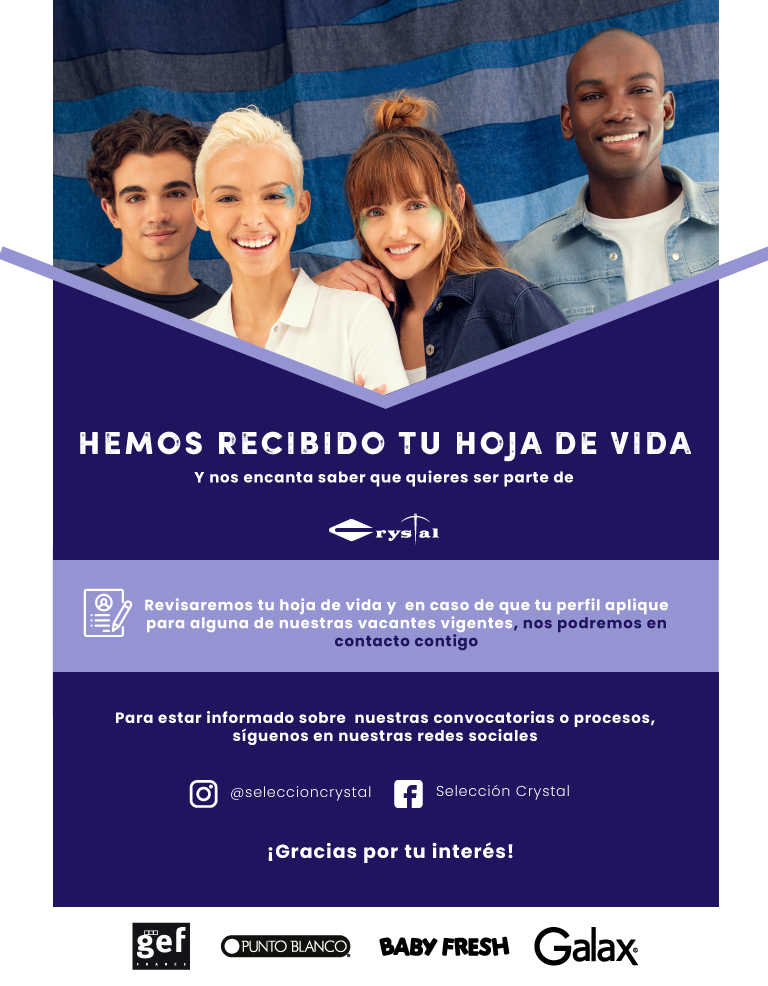 HEMOS RECIBIDO TU HOJA DE VIDA
Y nos encanta saber que quieres ser parte de
Crystal
Revisaremos tu hoja de vida y en caso de que tu perfil aplique
para alguna de nuestras vacantes vigentes, nos podremos en
contacto contigo
Para estar informado sobre nuestras convocatorias o procesos,
síguenos en nuestras redes sociales
@seleccioncrystal
Selección Crystal
¡Gracias por tu interés!
gef
FRANCE
PUNTO BLANCO
BABY FRESH
Galax